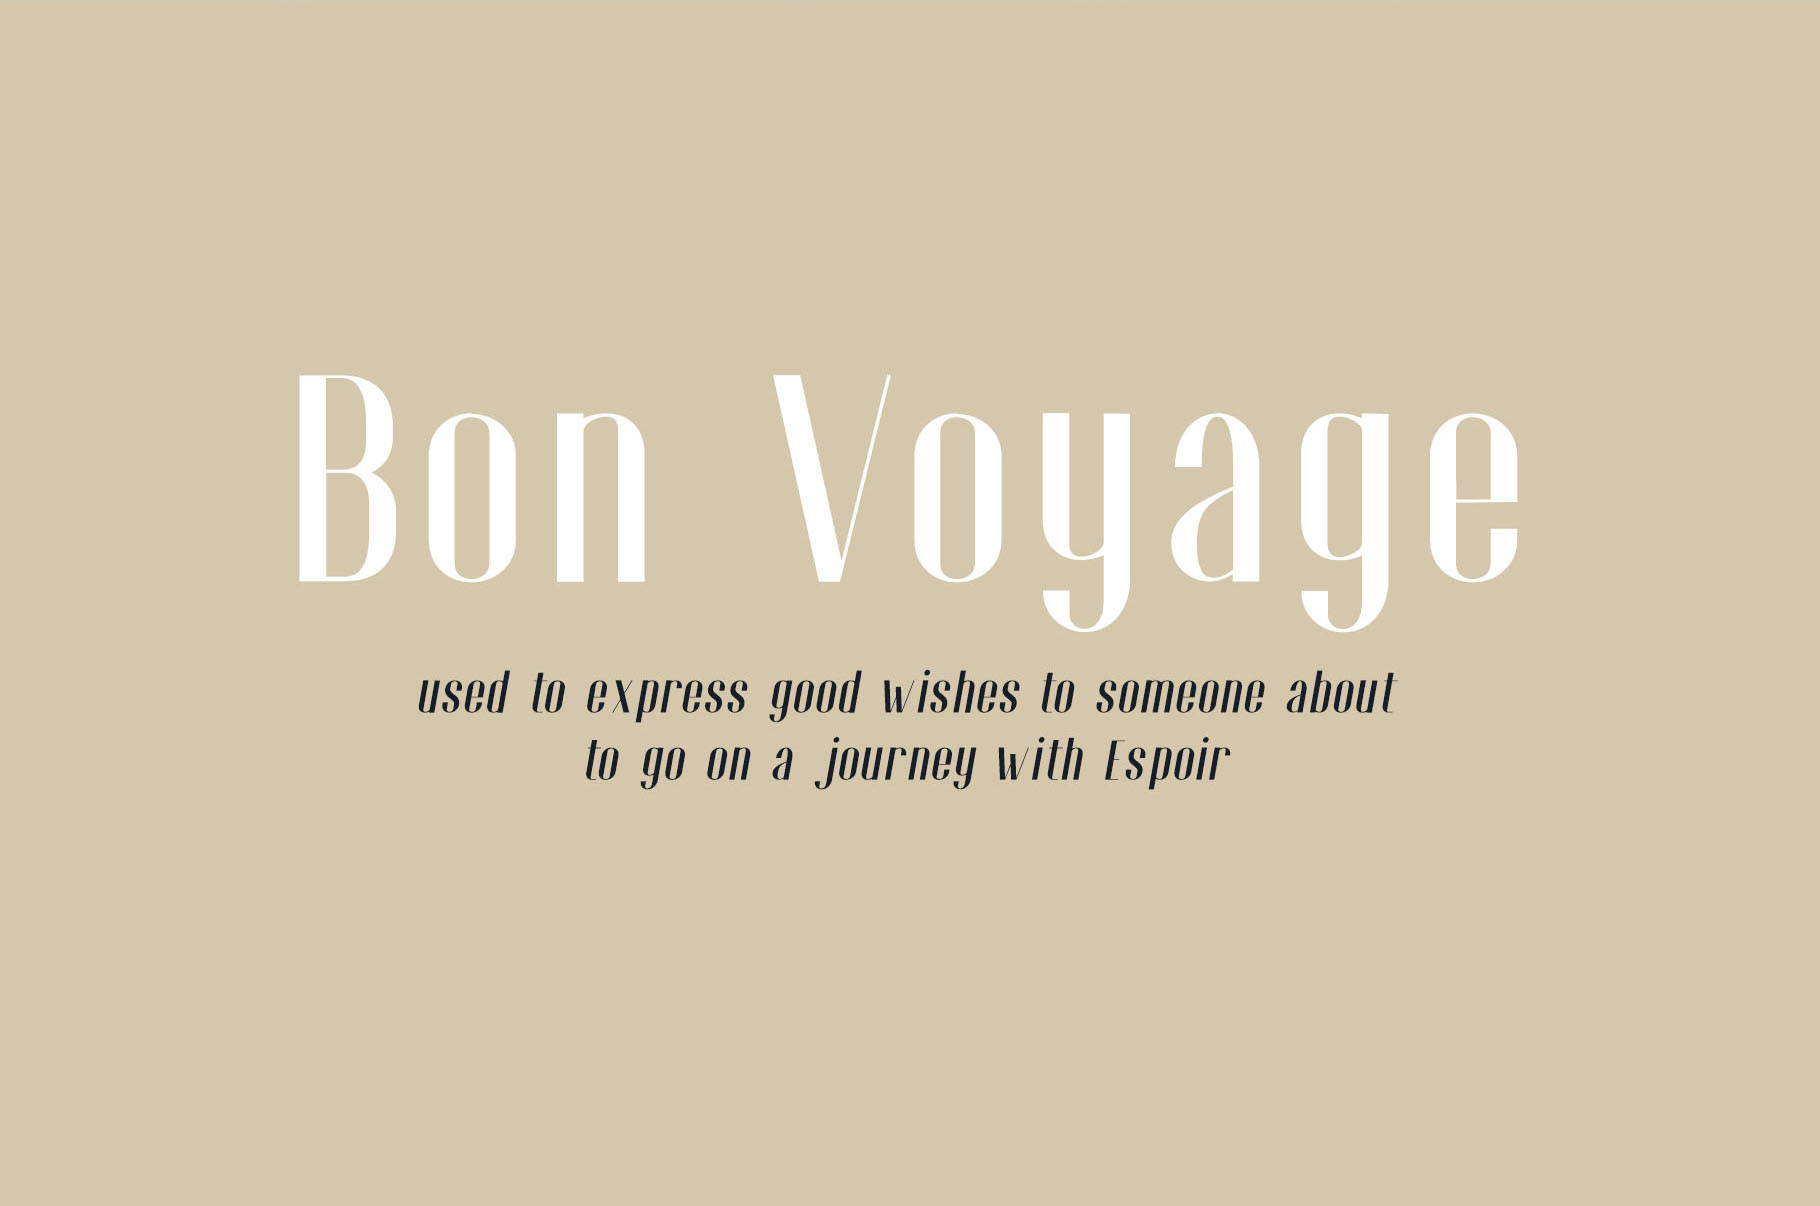 Bon Voyage
used to express good wishes to someone about
to go on a journey with Espoir